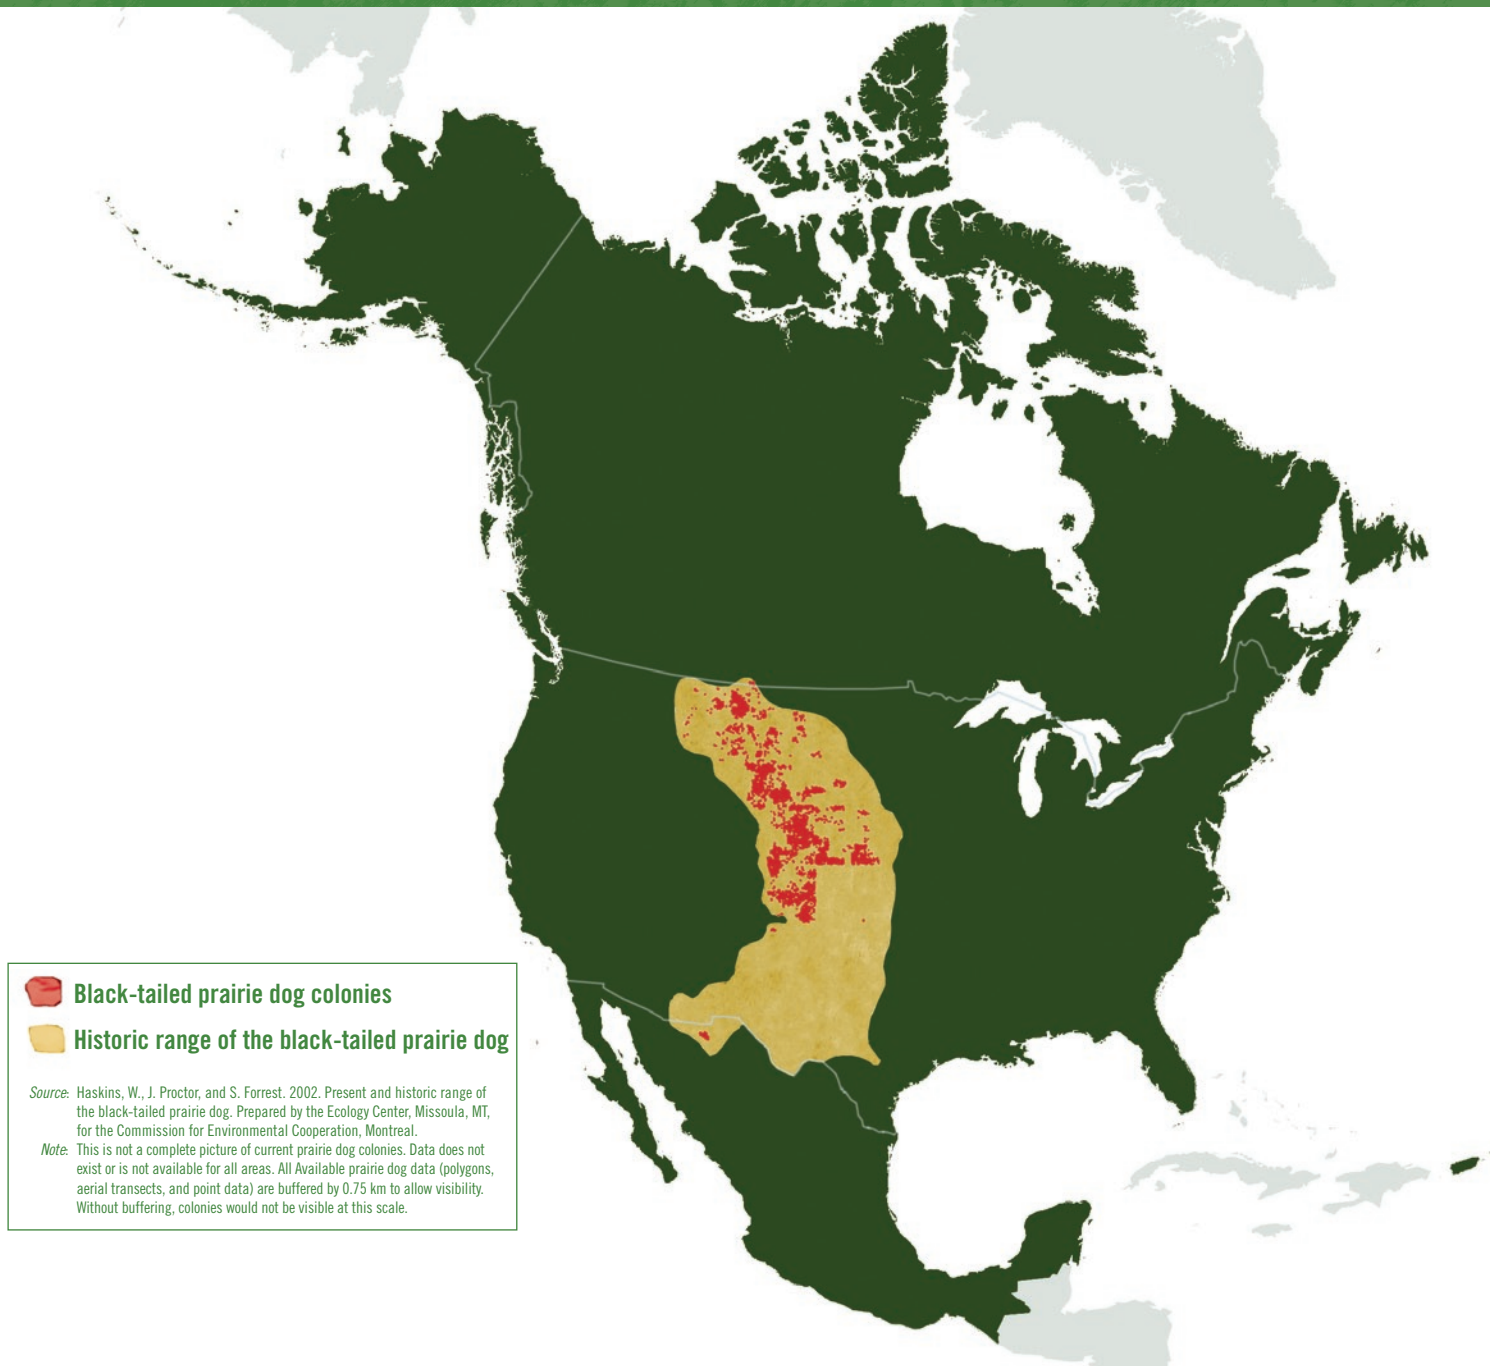 Black-tailed prairie dog colonies
Historic range of the black-tailed prairie dog
Source: Haskins, W., J. Proctor, and S. Forrest. 2002. Present and historic range of
the black-tailed prairie dog. Prepared by the Ecology Center, Missoula, MT,
for the Commission for Environmental Cooperation, Montreal.
Note: This is not a complete picture of current prairie dog colonies. Data does not
exist or is not available for all areas. All Available prairie dog data (polygons,
aerial transects, and point data) are buffered by 0.75 km to allow visibility.
Without buffering, colonies would not be visible at this scale.